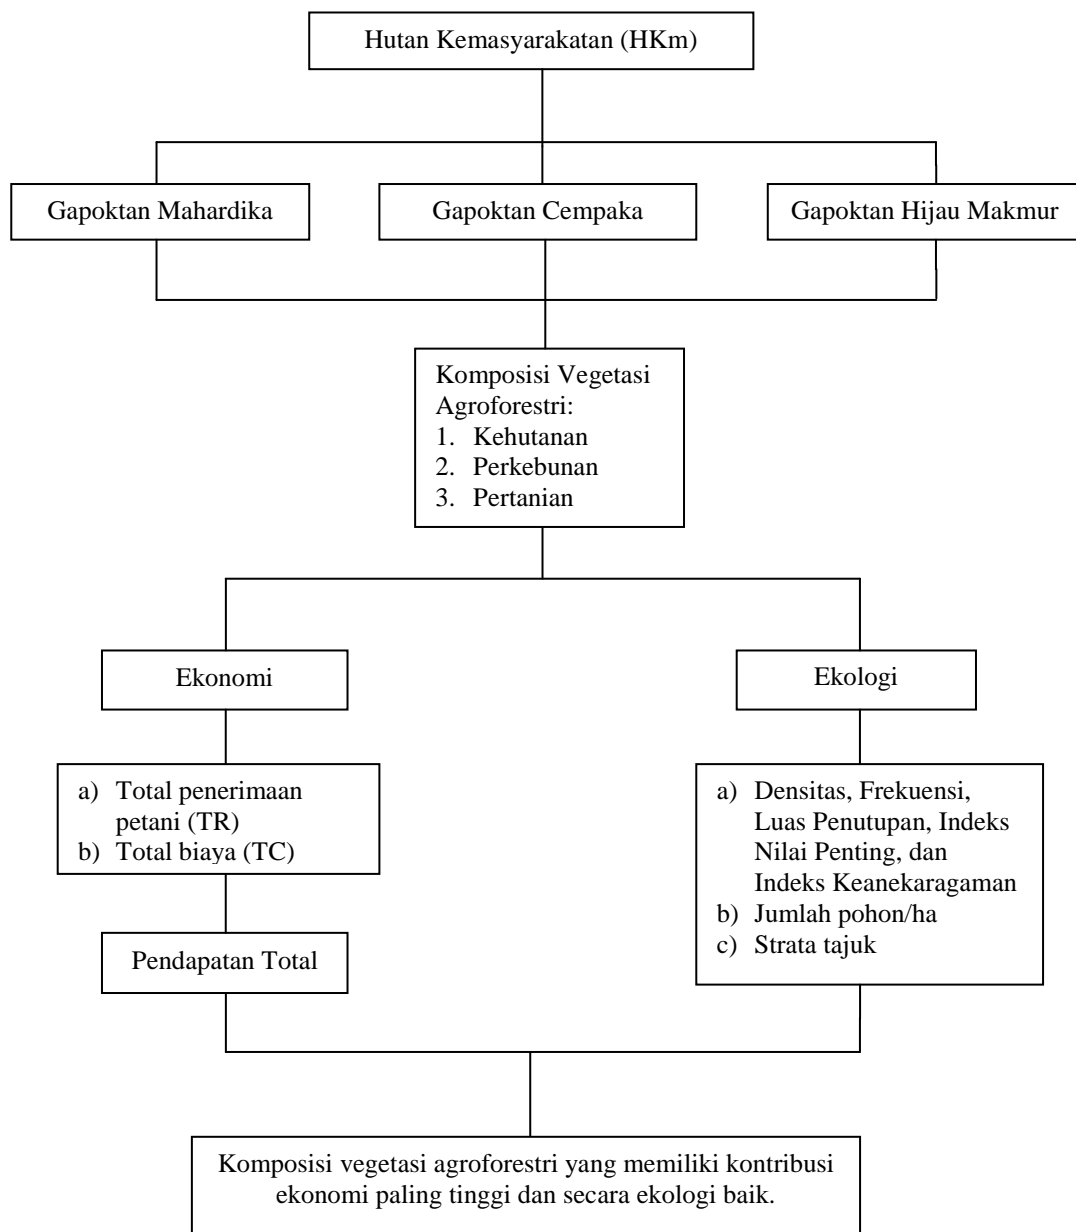 Hutan Kemasyarakatan (HKm)
Gapoktan Mahardika
Gapoktan Cempaka
Gapoktan Hijau Makmur
Komposisi Vegetasi
Agroforestri:
1. Kehutanan
2. Perkebunan
3. Pertanian
Ekonomi
Ekologi
a) Total penerimaan
petani (TR)
b) Total biaya (TC)
a) Densitas, Frekuensi,
Luas Penutupan, Indeks
Nilai Penting, dan
Indeks Keanekaragaman
b) Jumlah pohon/ha
c) Strata tajuk
Pendapatan Total
Komposisi vegetasi agroforestri yang memiliki kontribusi
ekonomi paling tinggi dan secara ekologi baik.